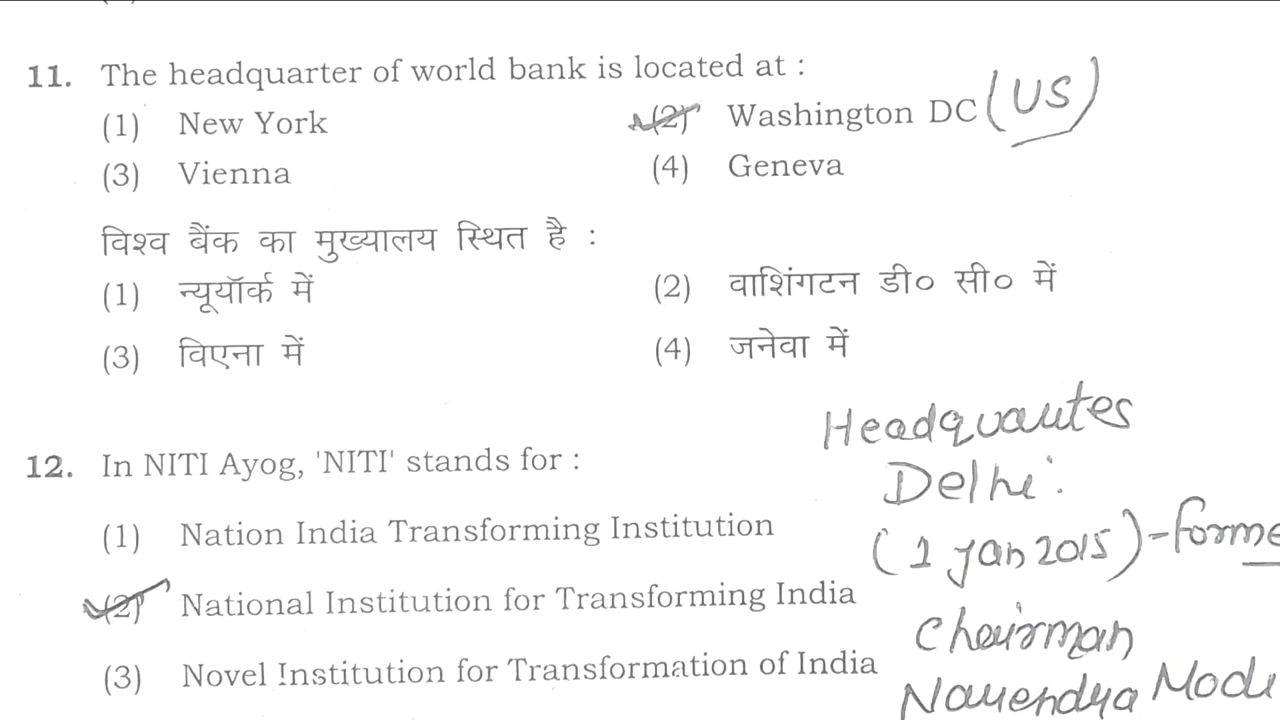 11. The headquarter of world bank is located at :
(1) New York (2) Washington DC (US)
(3) Vienna (4) Geneva
विश्व बैंक का मुख्यालय स्थित है :
(1) न्यूयॉर्क में (2) वाशिंगटन डी० सी० में
(3) विएना में (4) जनेवा में
Headquautes
12. In NITI Ayog, 'NITI' stands for :
Delhi:
(1) Nation India Transforming Institution
(1 Jan 2015)-forme
(2) National Institution for Transforming India
Chairman
(3) Novel Institution for Transformation of India
Narendra Modi